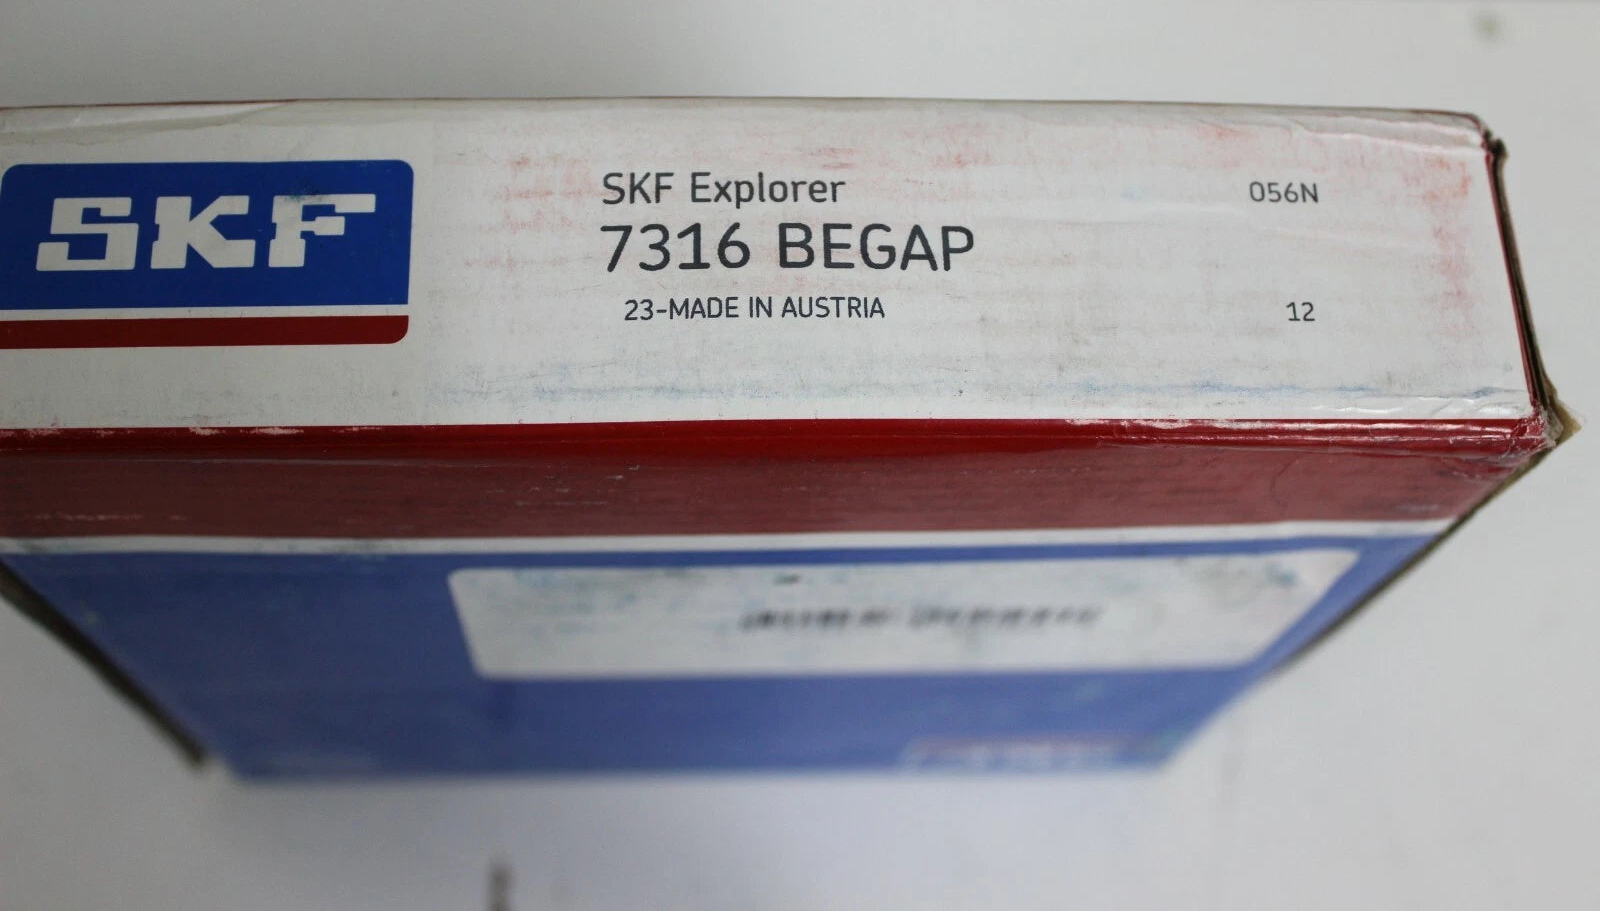 SKF
SKF Explorer
056N
7316 BEGAP
23-MADE IN AUSTRIA
12